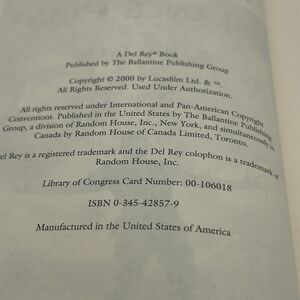 A Del Rey® Book
Published by The Ballantine Publishing Group
Copyright © 2000 by Lucasfilm Ltd. & ™
All Rights Reserved. Used Under Authorization.
All rights reserved under International and Pan-American Copyright
Conventions. Published in the United States by The Ballantine Publishing
Group, a division of Random House, Inc., New York, and simultaneously in
Canada by Random House of Canada Limited, Toronto.
Del Rey is a registered trademark and the Del Rey colophon is a trademark of
Random House, Inc.
Library of Congress Card Number: 00-106018
ISBN 0-345-42857-9
Manufactured in the United States of America